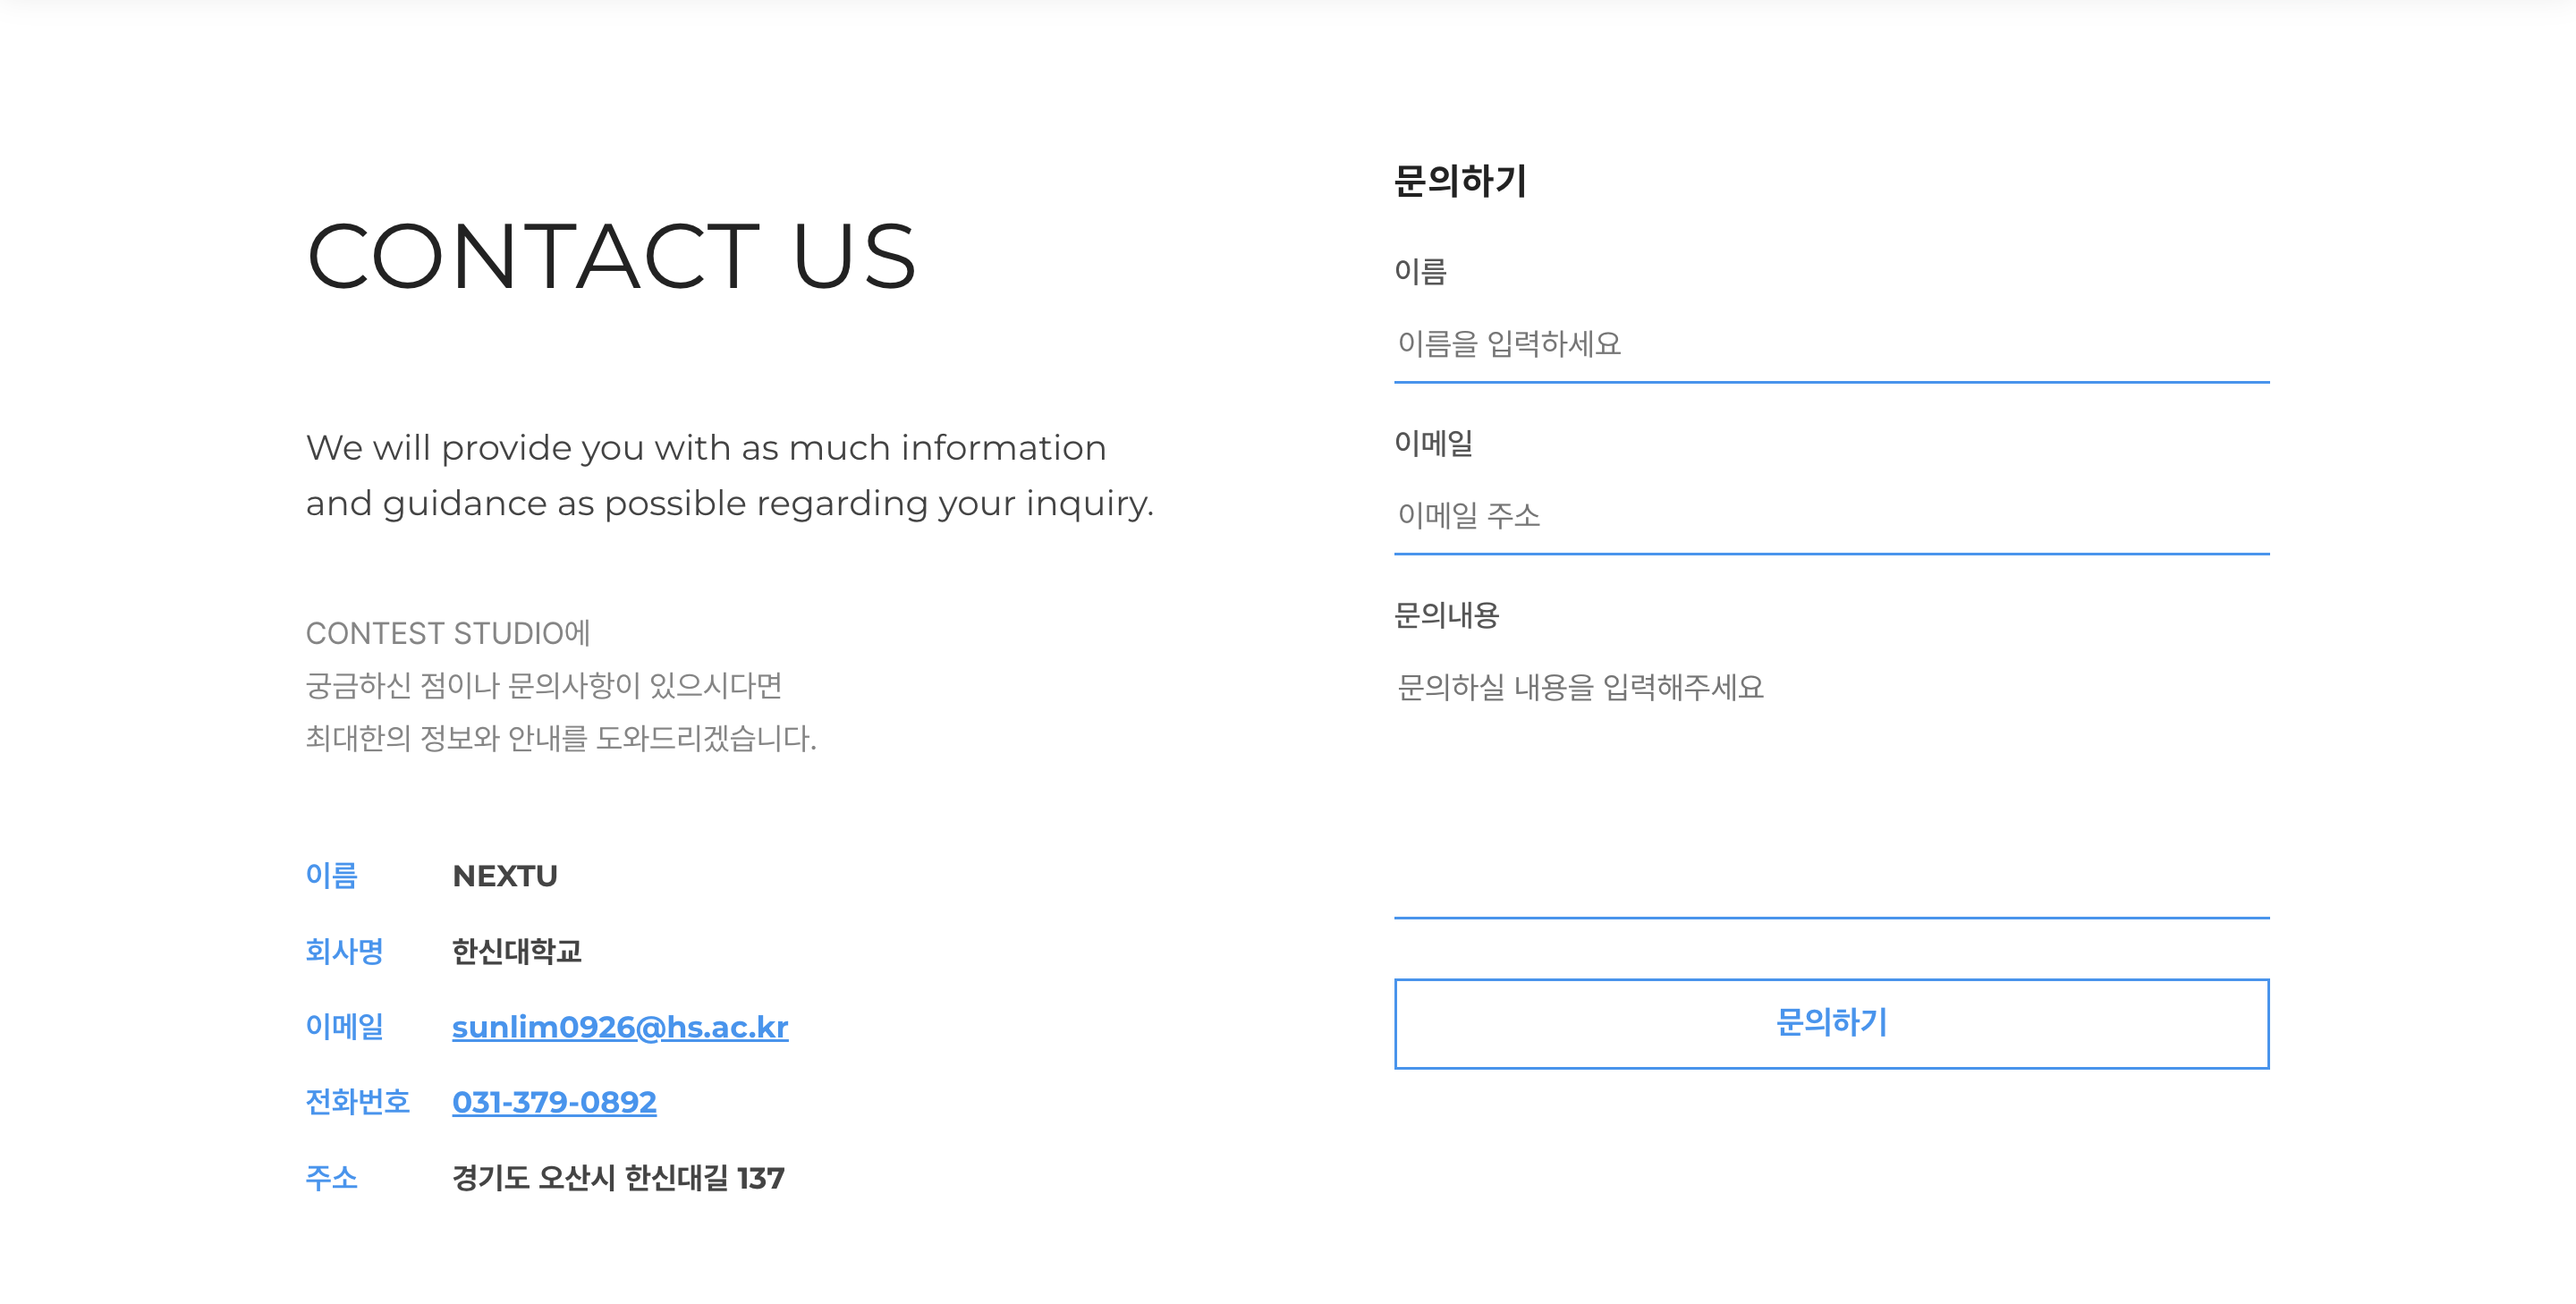 CONTACT US
We will provide you with as much information
and guidance as possible regarding your inquiry.
CONTEST STUDIO에
궁금하신 점이나 문의사항이 있으시다면
최대한의 정보와 안내를 도와드리겠습니다.
이름 NEXTU
회사명 한신대학교
이메일 sunlim0926@hs.ac.kr
전화번호 031-379-0892
주소 경기도 오산시 한신대길 137
문의하기
이름
이름을 입력하세요
이메일
이메일 주소
문의내용
문의하실 내용을 입력해주세요
문의하기